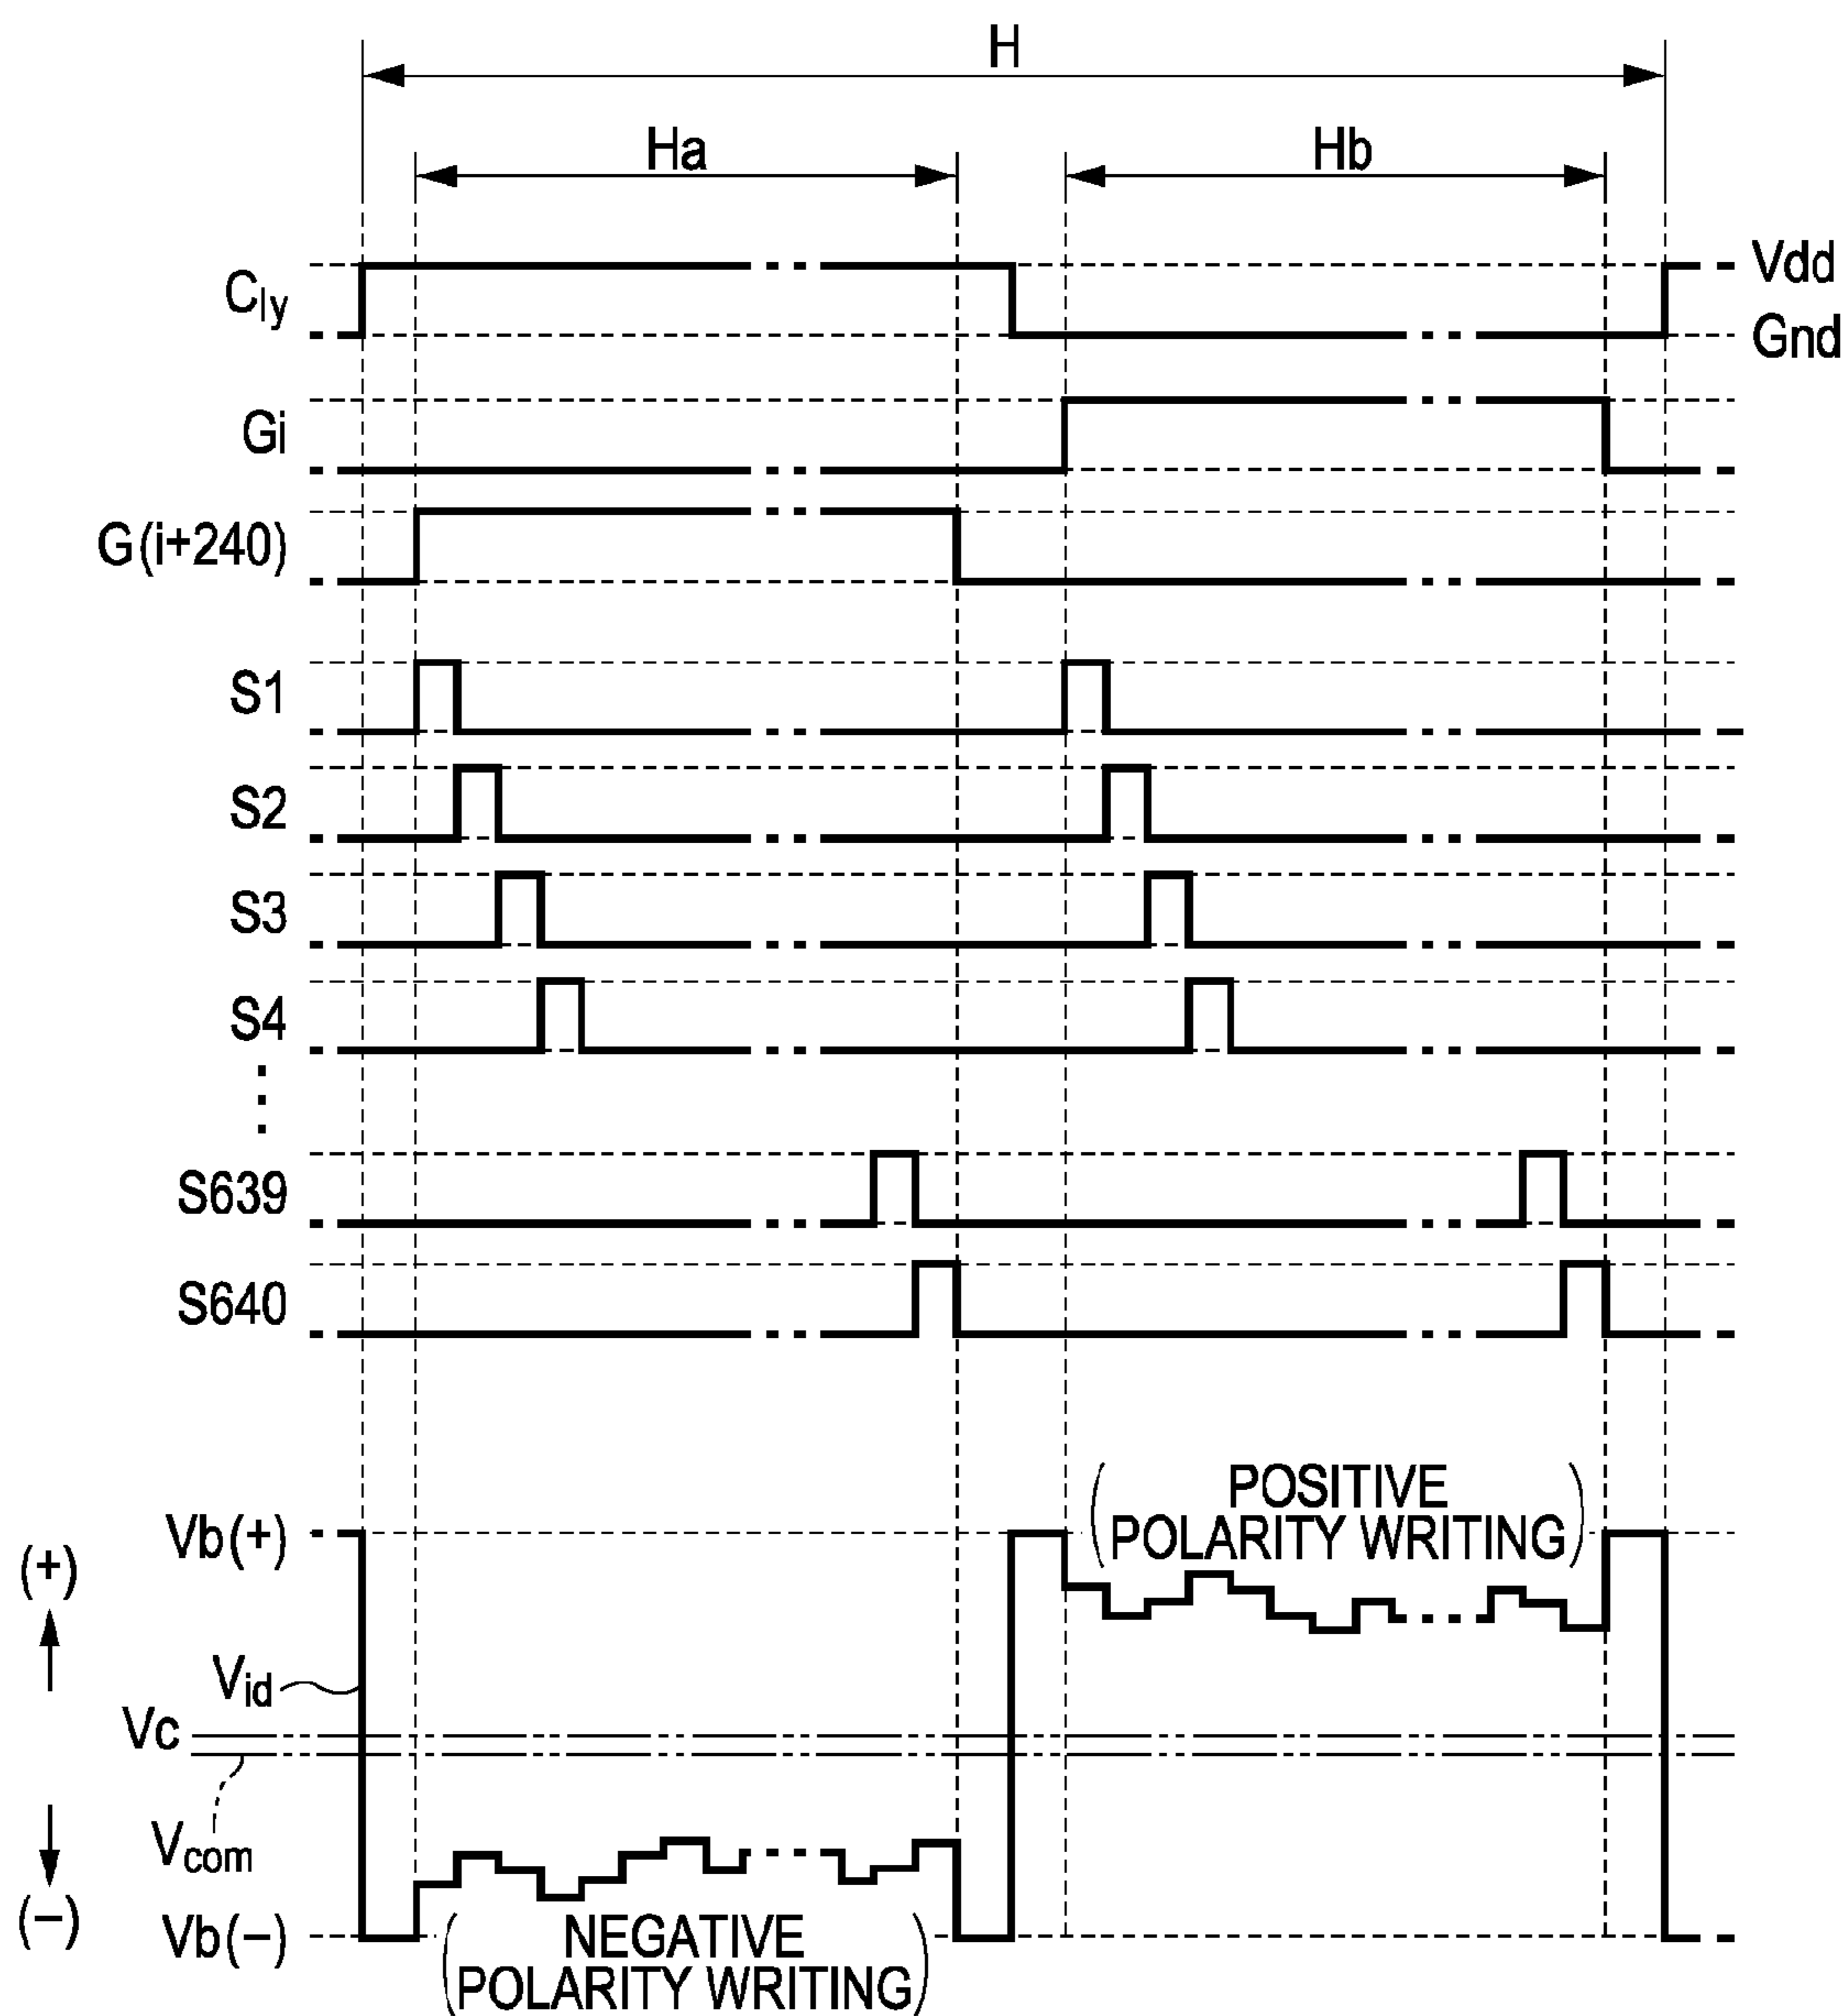 H
Ha
Hb
Cly
Vdd
Gnd
Gi
G(i+240)
S1
S2
S3
S4
S639
S640
(POSITIVE
POLARITY WRITING)
Vb(+)
(+)
Vid
Vc
Vcom
(−)
Vb(−)
(NEGATIVE
POLARITY WRITING)